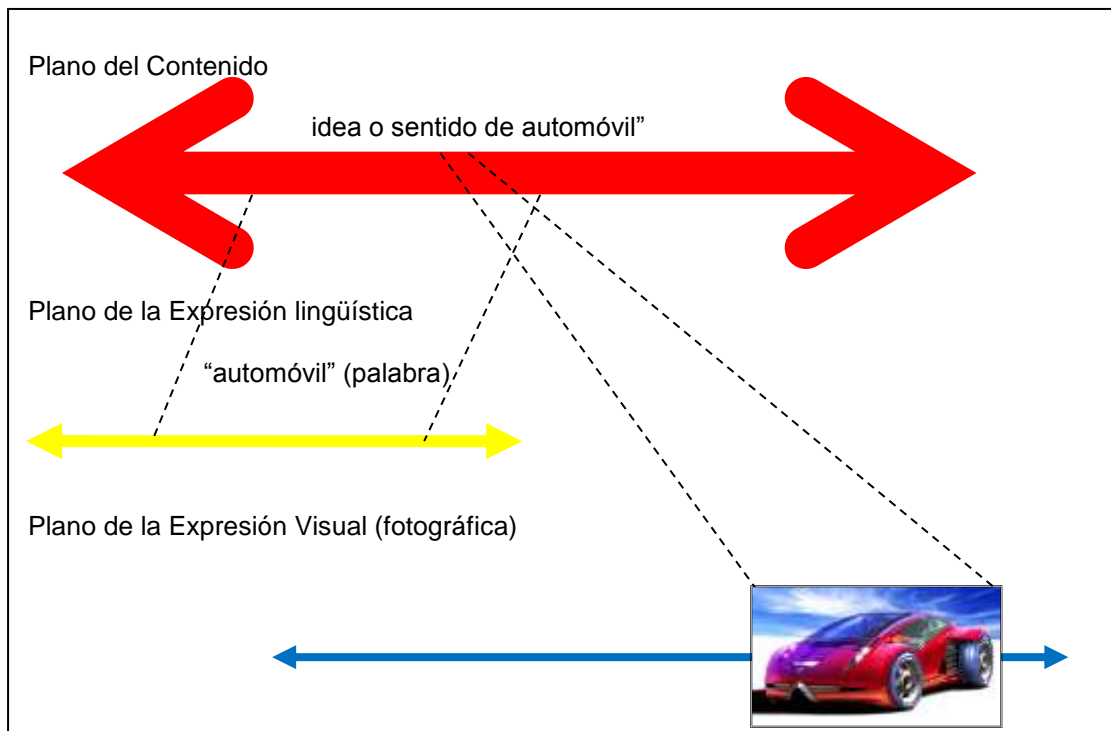 Plano del Contenido
idea o sentido de automóvil”
Plano de la Expresión lingüística
“automóvil” (palabra)
Plano de la Expresión Visual (fotográfica)